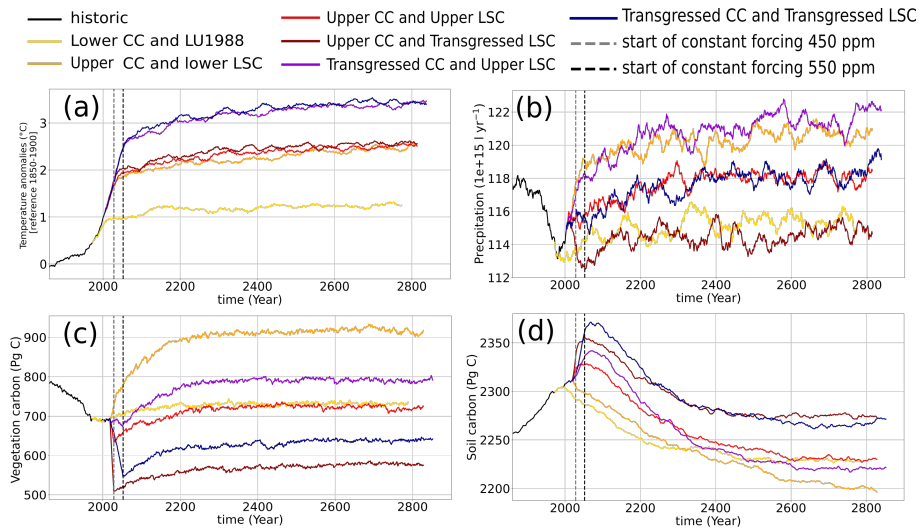 historic
Lower CC and LU1988
Upper CC and lower LSC
Upper CC and Upper LSC
Upper CC and Transgressed LSC
Transgressed CC and Upper LSC
Transgressed CC and Transgressed LSC
start of constant forcing 450 ppm
start of constant forcing 550 ppm
(a)
Temperature anomalies (°C)
[reference 1850-1900]
3
2
1
0
2000 2200 2400 2600 2800
time (Year)
(b)
Precpitation (1e+15 l yr⁻¹)
122
120
118
116
114
112
2000 2200 2400 2600 2800
time (Year)
(c)
Vegetation carbon (Pg C)
900
800
700
600
500
2000 2200 2400 2600 2800
time (Year)
(d)
Soil carbon (Pg C)
2350
2300
2250
2200
2000 2200 2400 2600 2800
time (Year)